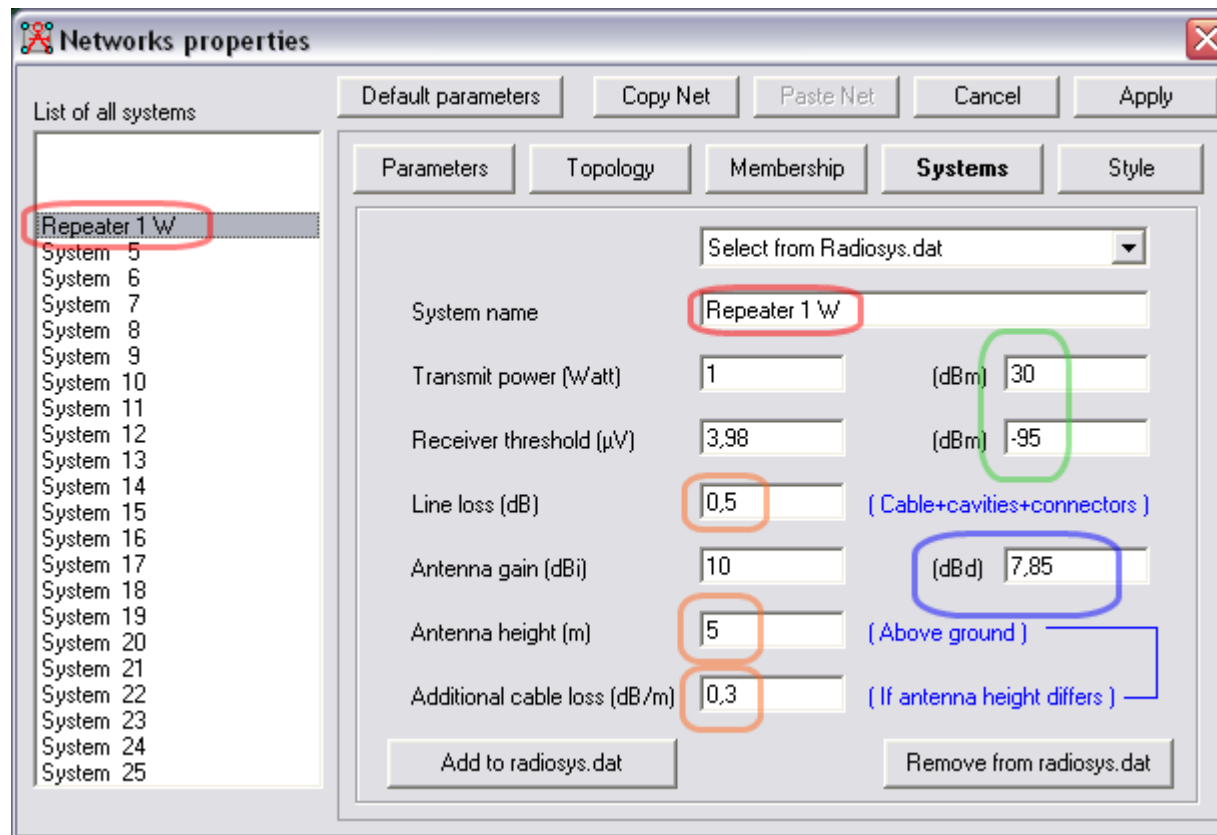 Networks properties
List of all systems
Default parameters
Copy Net
Paste Net
Cancel
Apply
Parameters
Topology
Membership
Systems
Style
Repeater 1 W
System 5
System 6
System 7
System 8
System 9
System 10
System 11
System 12
System 13
System 14
System 15
System 16
System 17
System 18
System 19
System 20
System 21
System 22
System 23
System 24
System 25
Select from Radiosys.dat
System name Repeater 1 W
Transmit power (Watt) 1 (dBm) 30
Receiver threshold (µV) 3,98 (dBm) -95
Line loss (dB) 0,5 ( Cable+cavities+connectors )
Antenna gain (dBi) 10 (dBd) 7,85
Antenna height (m) 5 ( Above ground )
Additional cable loss (dB/m) 0,3 ( If antenna height differs )
Add to radiosys.dat
Remove from radiosys.dat